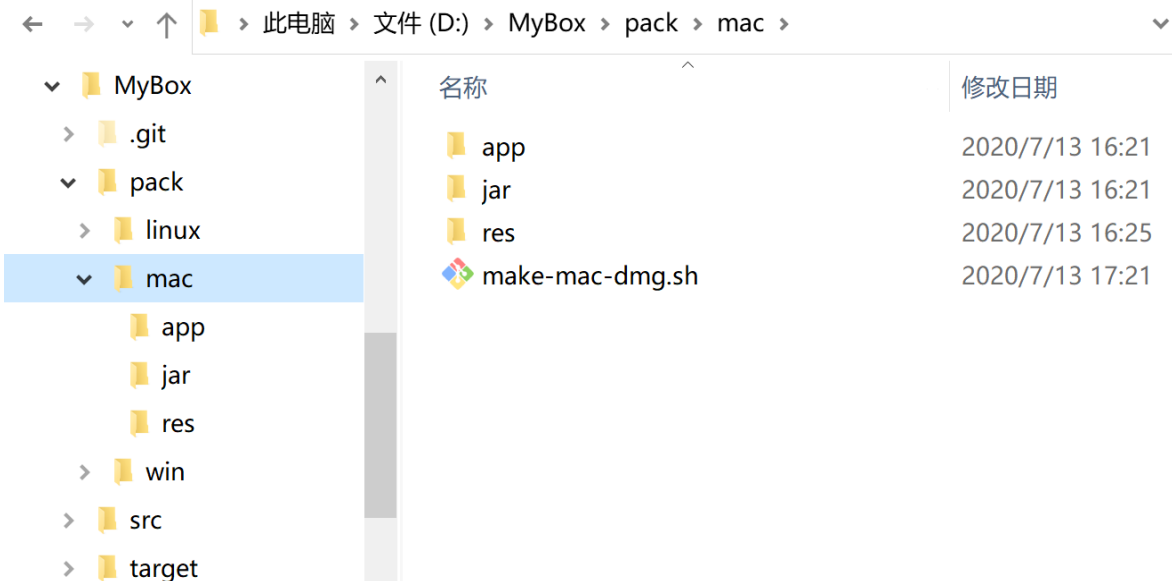 此电脑 文件 (D:) MyBox pack mac
MyBox
.git
pack
linux
mac
app
jar
res
win
src
target
名称 修改日期
app 2020/7/13 16:21
jar 2020/7/13 16:21
res 2020/7/13 16:25
make-mac-dmg.sh 2020/7/13 17:21